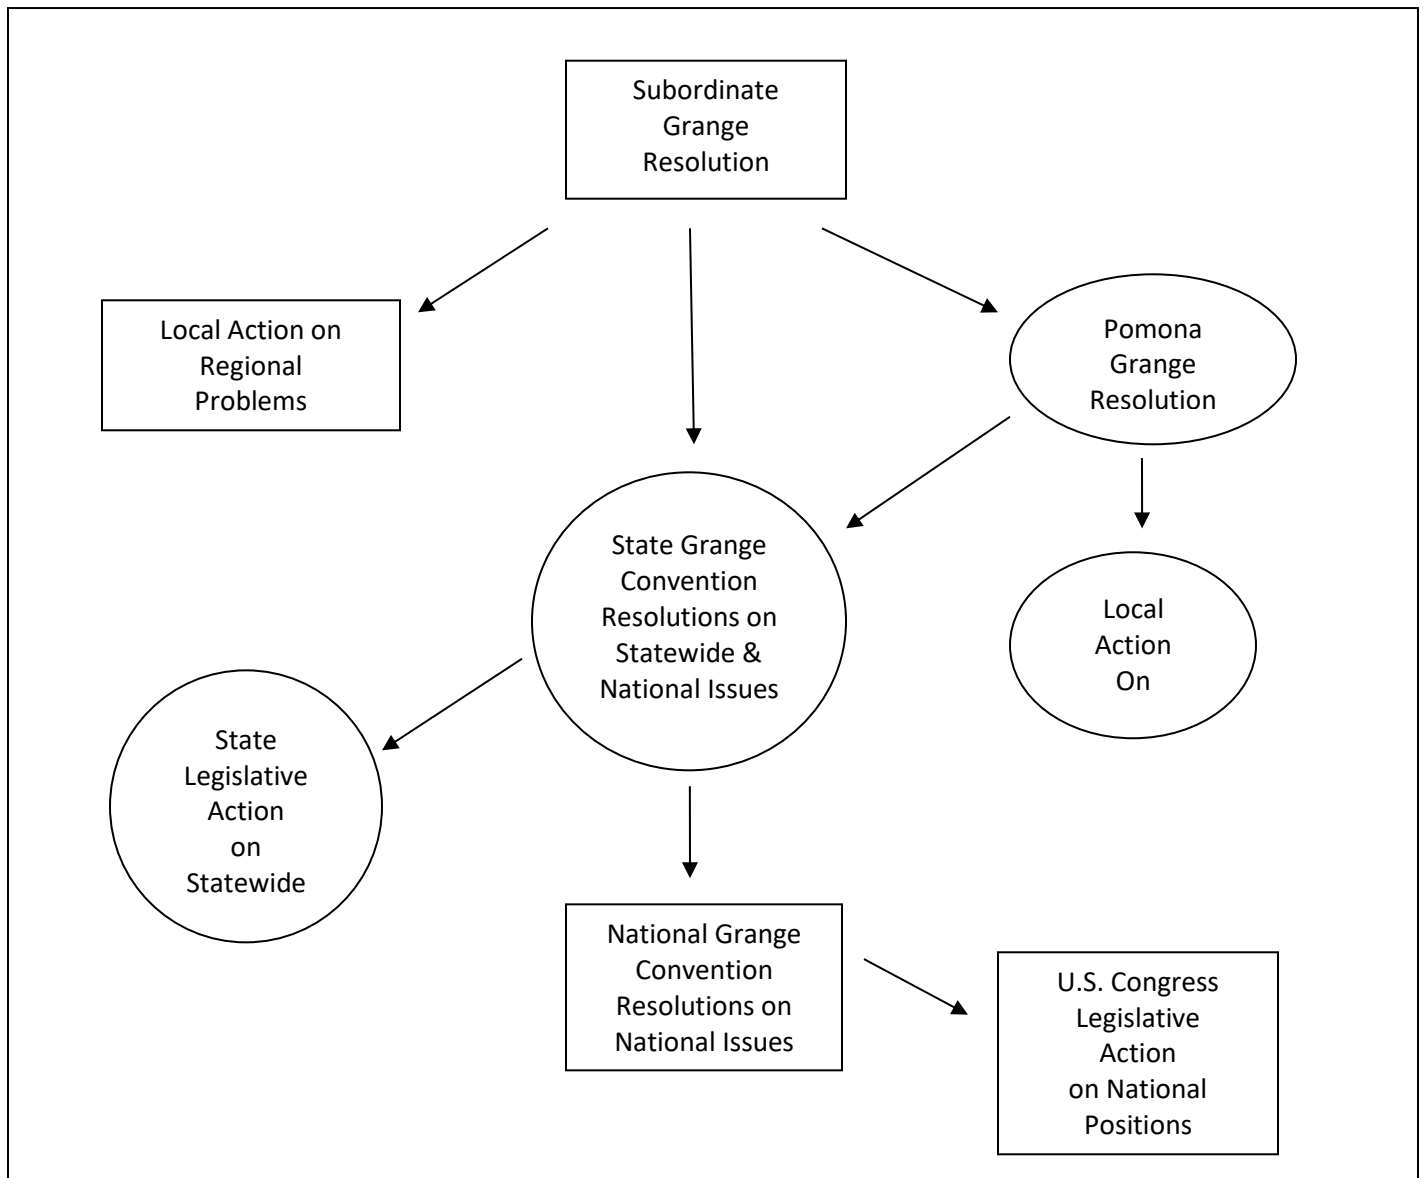 Subordinate
Grange
Resolution
Local Action on
Regional
Problems
Pomona
Grange
Resolution
State Grange
Convention
Resolutions on
Statewide &
National Issues
Local
Action
On
State
Legislative
Action
on
Statewide
National Grange
Convention
Resolutions on
National Issues
U.S. Congress
Legislative
Action
on National
Positions